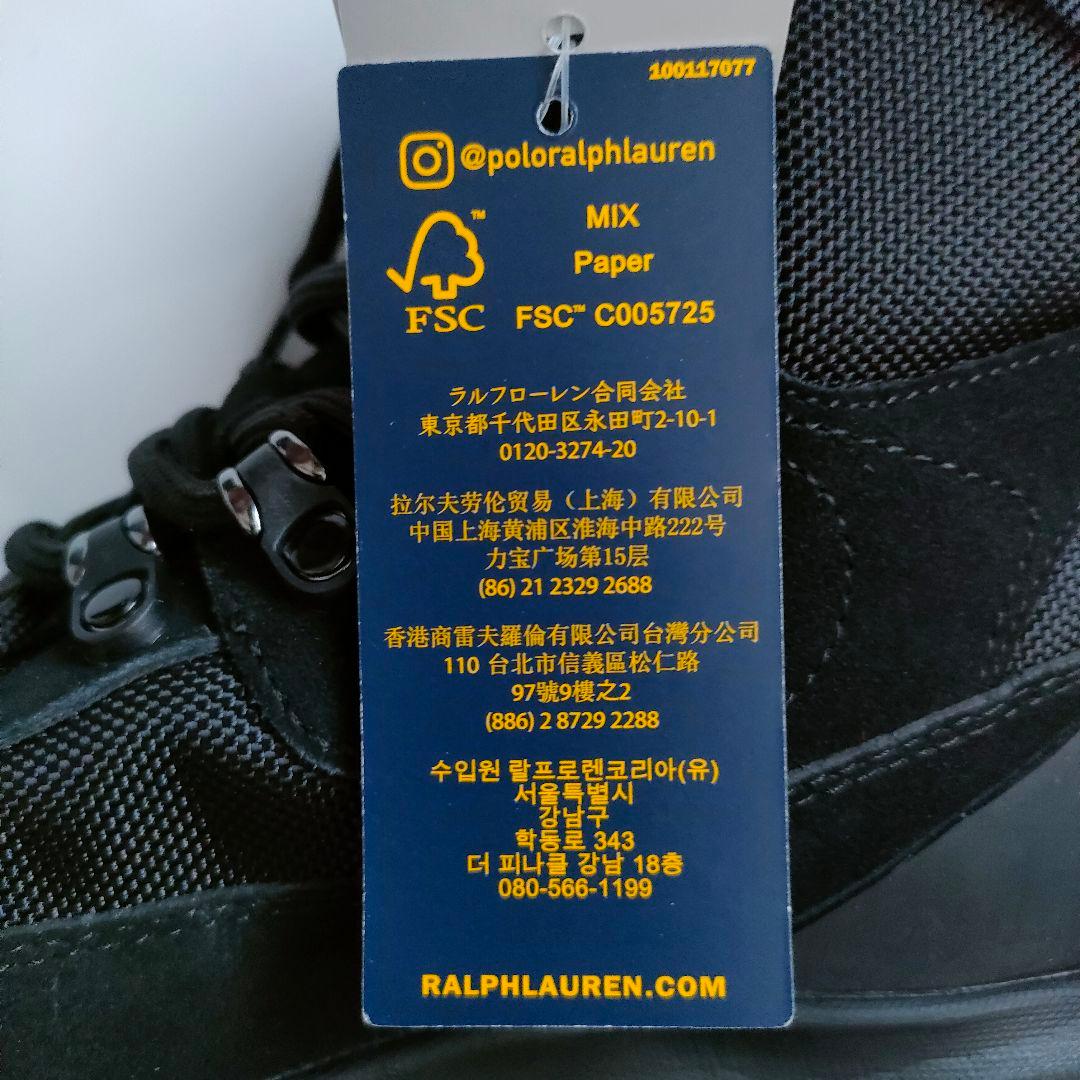 100117077
@poloralphlauren
™
MIX
Paper
FSC
FSC™ C005725
ラルフローレン合同会社
東京都千代田区永田町2-10-1
0120-3274-20
拉尔夫劳伦贸易（上海）有限公司
中国上海黄浦区淮海中路222号
力宝广场第15层
(86) 21 2329 2688
香港商雷夫羅倫有限公司台灣分公司
110 台北市信義區松仁路
97號9樓之2
(886) 2 8729 2288
수입원 랄프로렌코리아(유)
서울특별시
강남구
학동로 343
더 피나클 강남 18층
080-566-1199
RALPHLAUREN.COM